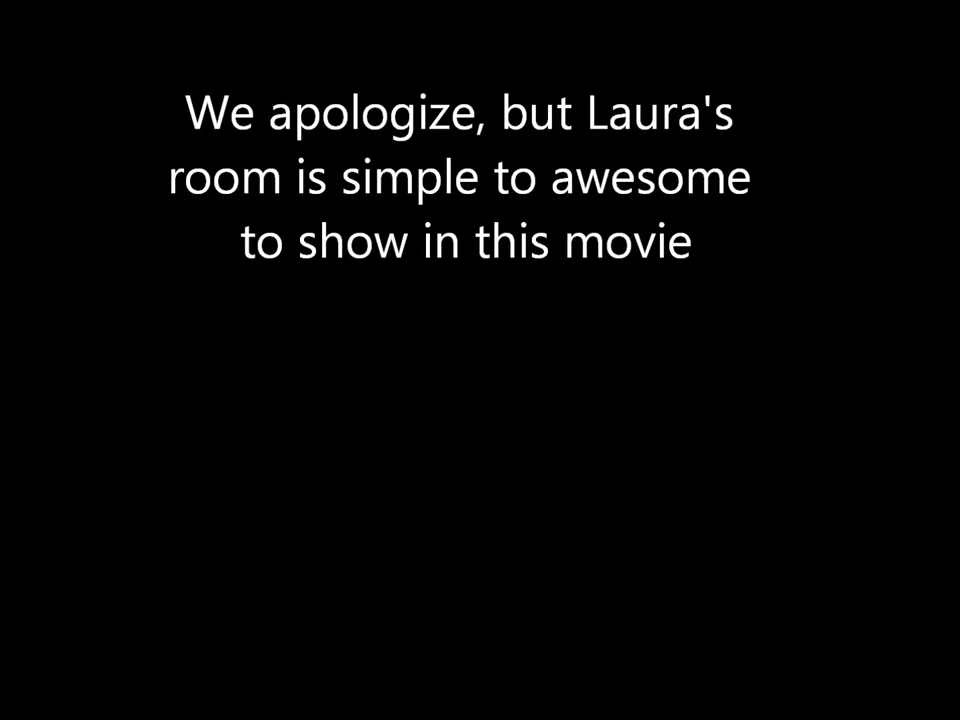 We apologize, but Laura's
room is simple to awesome
to show in this movie